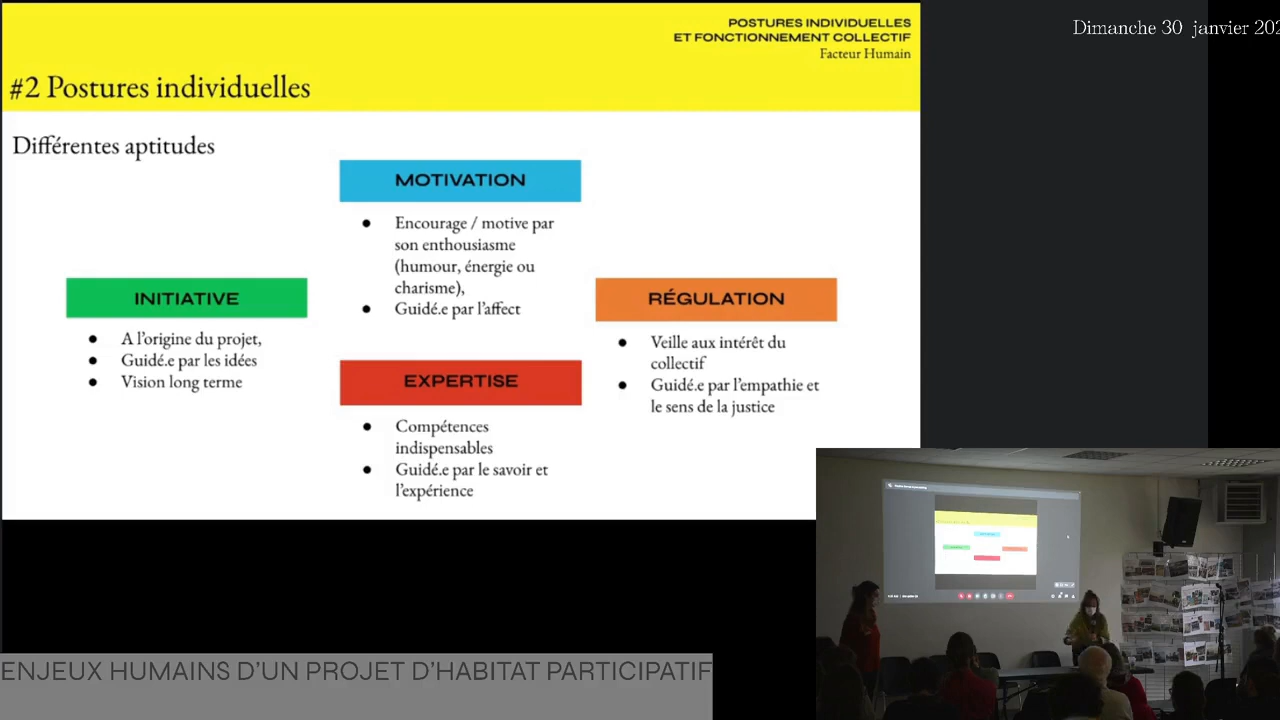 POSTURES INDIVIDUELLES
ET FONCTIONNEMENT COLLECTIF
Facteur Humain
Dimanche 30 janvier 202
#2 Postures individuelles
Différentes aptitudes
MOTIVATION
● Encourage / motive par
son enthousiasme
(humour, énergie ou
charisme),
● Guidé.e par l'affect
INITIATIVE
● A l'origine du projet,
● Guidé.e par les idées
● Vision long terme
RÉGULATION
● Veille aux intérêt du
collectif
● Guidé.e par l'empathie et
le sens de la justice
EXPERTISE
● Compétences
indispensables
● Guidé.e par le savoir et
l'expérience
ENJEUX HUMAINS D'UN PROJET D'HABITAT PARTICIPATIF